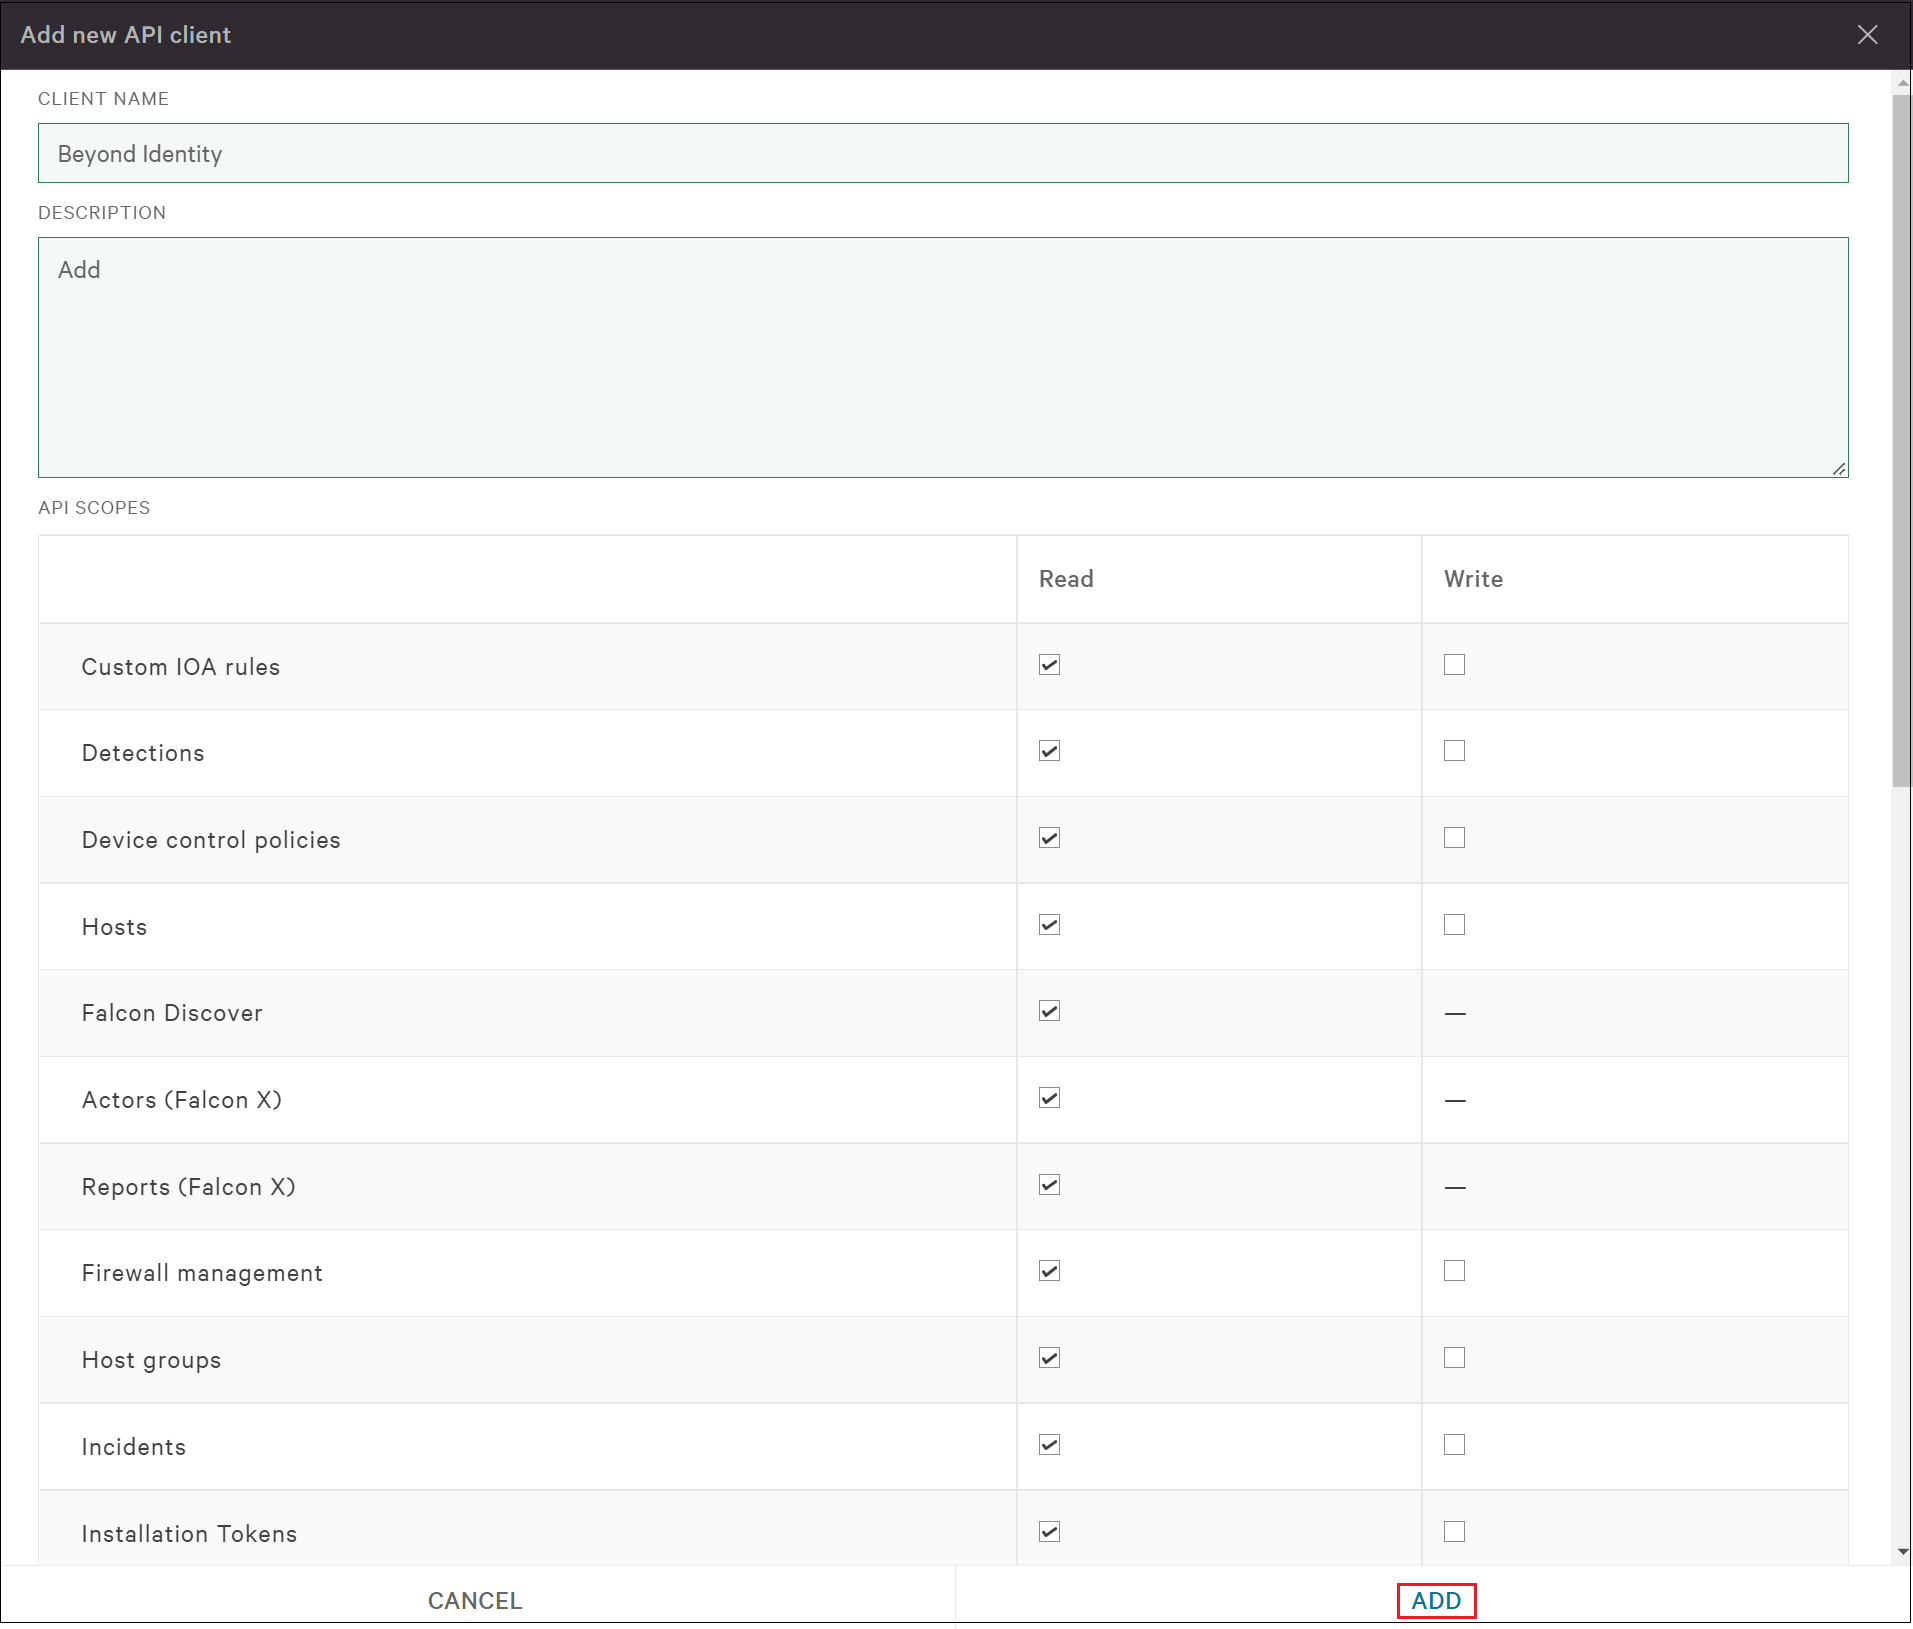 Add new API client
CLIENT NAME
Beyond Identity
DESCRIPTION
Add
API SCOPES
Read Write
Custom IOA rules
Detections
Device control policies
Hosts
Falcon Discover —
Actors (Falcon X) —
Reports (Falcon X) —
Firewall management
Host groups
Incidents
Installation Tokens
CANCEL ADD